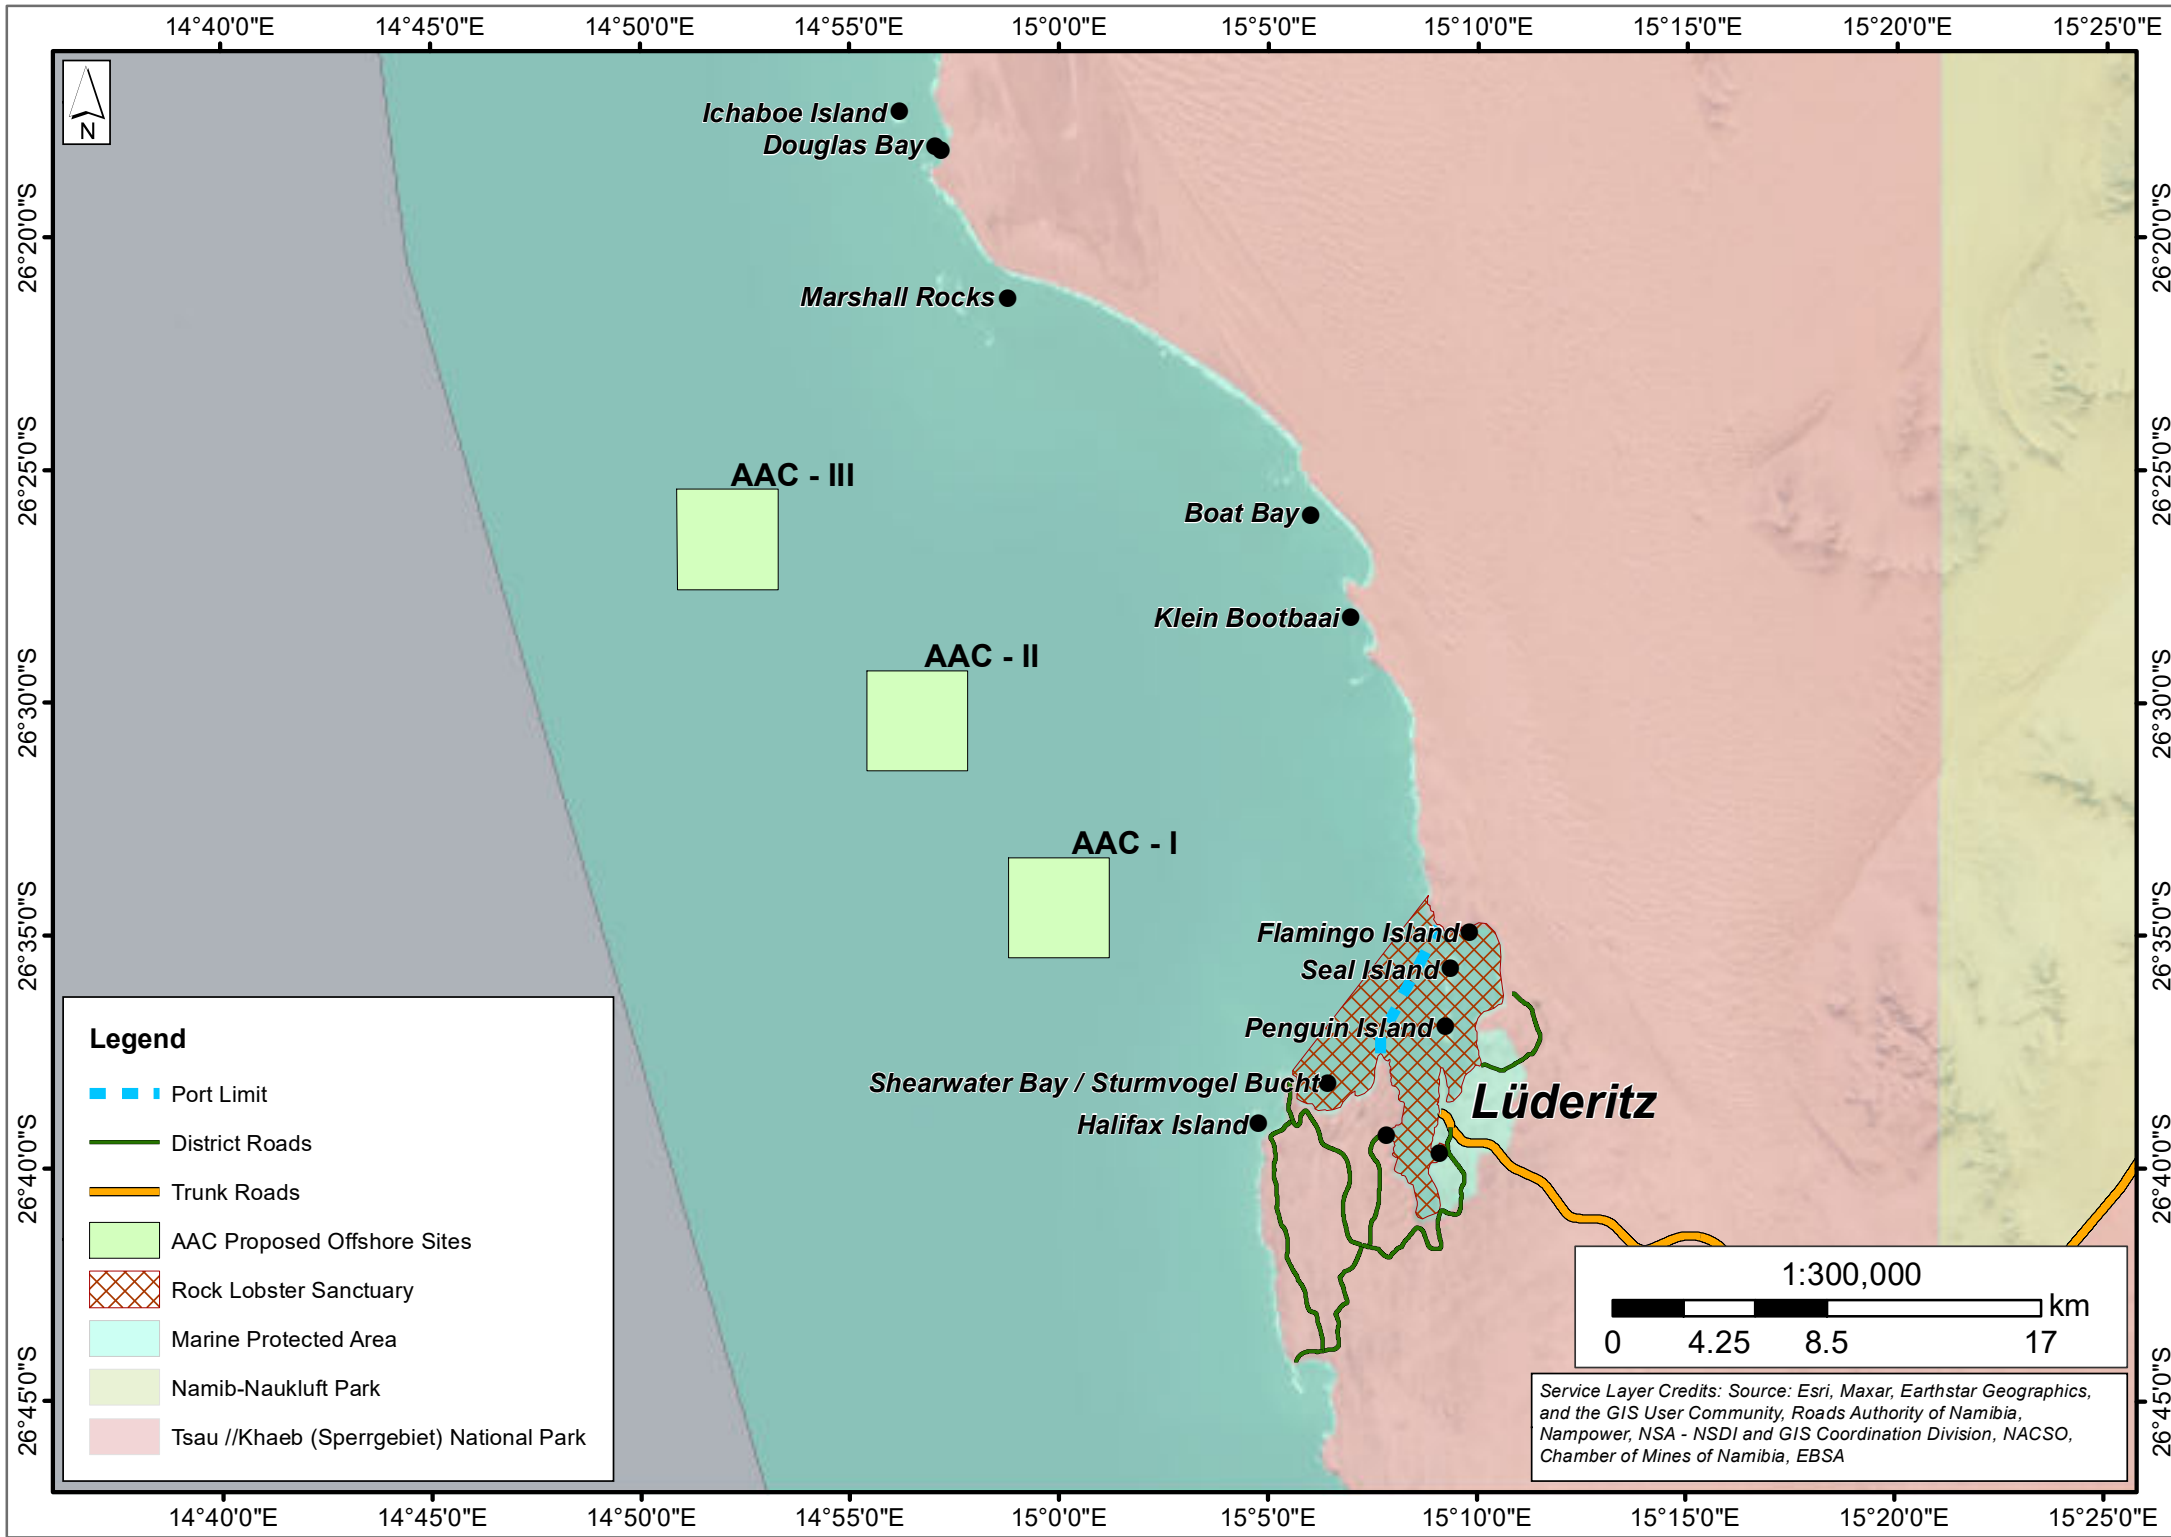 14°40'0"E 14°45'0"E 14°50'0"E 14°55'0"E 15°0'0"E 15°5'0"E 15°10'0"E 15°15'0"E 15°20'0"E 15°25'0"E
N
Ichaboe Island
Douglas Bay
26°20'0"S 26°20'0"S
Marshall Rocks
26°25'0"S 26°25'0"S
AAC - III
Boat Bay
Klein Bootbaai
AAC - II
26°30'0"S 26°30'0"S
AAC - I
26°35'0"S 26°35'0"S
Flamingo Island
Seal Island
Penguin Island
Shearwater Bay / Sturmvogel Bucht
Lüderitz
Halifax Island
26°40'0"S 26°40'0"S
26°45'0"S 26°45'0"S
Legend
Port Limit
District Roads
Trunk Roads
AAC Proposed Offshore Sites
Rock Lobster Sanctuary
Marine Protected Area
Namib-Naukluft Park
Tsau //Khaeb (Sperrgebiet) National Park
1:300,000
km
0 4.25 8.5 17
Service Layer Credits: Source: Esri, Maxar, Earthstar Geographics,
and the GIS User Community, Roads Authority of Namibia,
Nampower, NSA - NSDI and GIS Coordination Division, NACSO,
Chamber of Mines of Namibia, EBSA
14°40'0"E 14°45'0"E 14°50'0"E 14°55'0"E 15°0'0"E 15°5'0"E 15°10'0"E 15°15'0"E 15°20'0"E 15°25'0"E